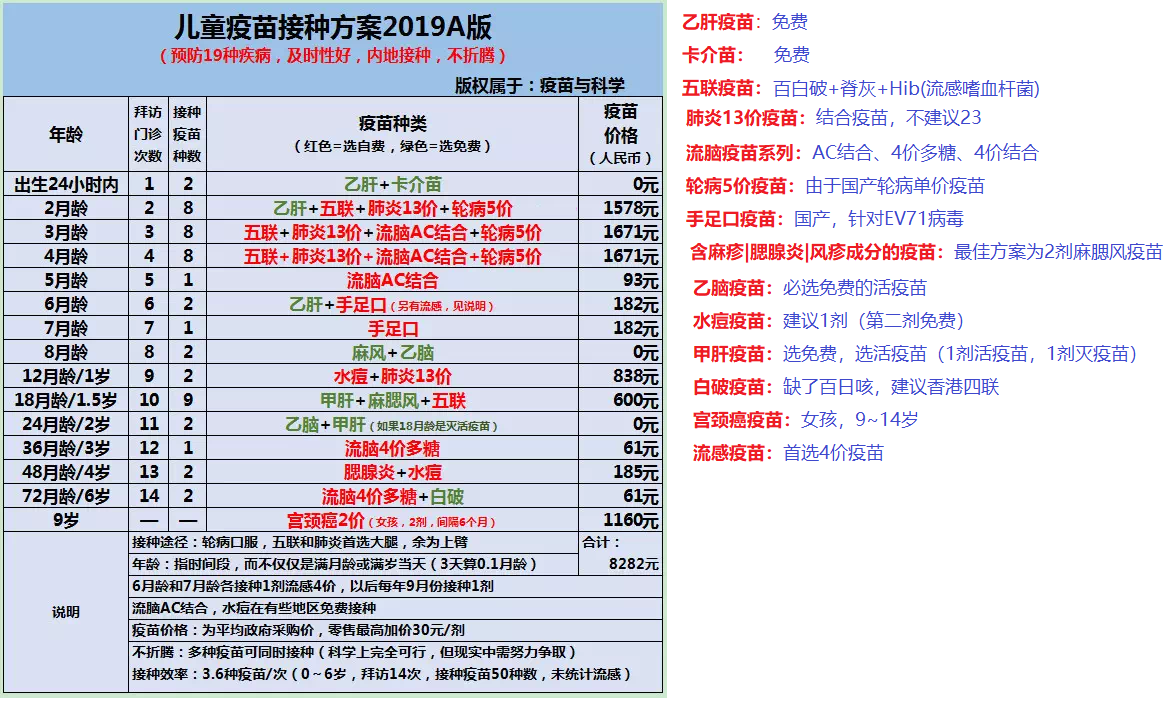 儿童疫苗接种方案2019A版
（预防19种疾病，及时性好，内地接种，不折腾）
版权属于：疫苗与科学
年龄 拜访门诊次数 接种疫苗种数 疫苗种类（红色=选自费，绿色=选免费） 疫苗价格（人民币）
出生24小时内 1 2 乙肝+卡介苗 0元
2月龄 2 8 乙肝+五联+肺炎13价+轮病5价 1578元
3月龄 3 8 五联+肺炎13价+流脑AC结合+轮病5价 1671元
4月龄 4 8 五联+肺炎13价+流脑AC结合+轮病5价 1671元
5月龄 5 1 流脑AC结合 93元
6月龄 6 2 乙肝+手足口（另有流感，见说明） 182元
7月龄 7 1 手足口 182元
8月龄 8 2 麻风+乙脑 0元
12月龄/1岁 9 2 水痘+肺炎13价 838元
18月龄/1.5岁 10 9 甲肝+麻腮风+五联 600元
24月龄/2岁 11 2 乙脑+甲肝（如果18月龄是灭活疫苗） 0元
36月龄/3岁 12 1 流脑4价多糖 61元
48月龄/4岁 13 2 腮腺炎+水痘 185元
72月龄/6岁 14 2 流脑4价多糖+白破 61元
9岁 — — 宫颈癌2价（女孩，2剂，间隔6个月） 1160元
说明
接种途径：轮病口服，五联和肺炎首选大腿，余为上臂
年龄：指时间段，而不仅仅是满月龄或满岁当天（3天算0.1月龄）
合计：
8282元
6月龄和7月龄各接种1剂流感4价，以后每年9月份接种1剂
流脑AC结合，水痘在有些地区免费接种
疫苗价格：为平均政府采购价，零售最高加价30元/剂
不折腾：多种疫苗可同时接种（科学上完全可行，但现实中需努力争取）
接种效率：3.6种疫苗/次（0～6岁，拜访14次，接种疫苗50种数，未统计流感）
乙肝疫苗：免费
卡介苗： 免费
五联疫苗：百白破+脊灰+Hib(流感嗜血杆菌)
肺炎13价疫苗：结合疫苗，不建议23
流脑疫苗系列：AC结合、4价多糖、4价结合
轮病5价疫苗：由于国产轮病单价疫苗
手足口疫苗：国产，针对EV71病毒
含麻疹|腮腺炎|风疹成分的疫苗：最佳方案为2剂麻腮风疫苗
乙脑疫苗：必选免费的活疫苗
水痘疫苗：建议1剂（第二剂免费）
甲肝疫苗：选免费，选活疫苗（1剂活疫苗，1剂灭疫苗）
白破疫苗：缺了百日咳，建议香港四联
宫颈癌疫苗：女孩，9~14岁
流感疫苗：首选4价疫苗